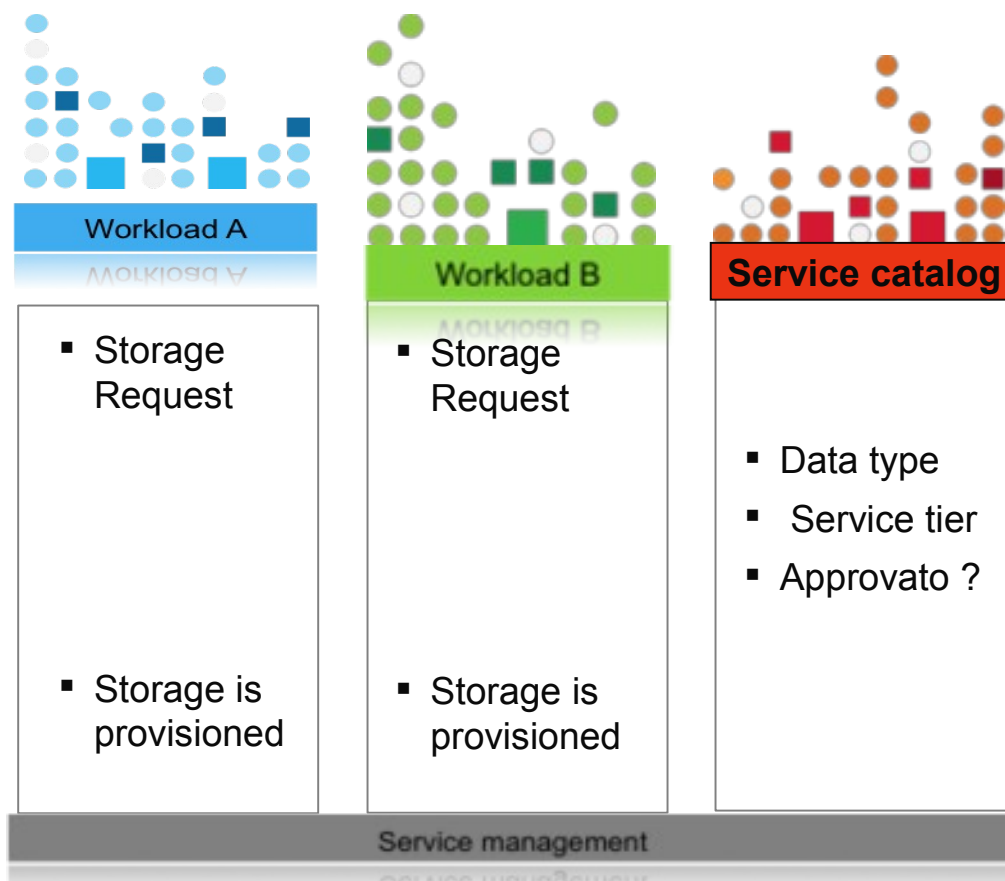 Workload A
Workload B
Service catalog
▪ Storage
Request
▪ Storage is
provisioned
▪ Storage
Request
▪ Storage is
provisioned
▪ Data type
▪ Service tier
▪ Approvato ?
Service management